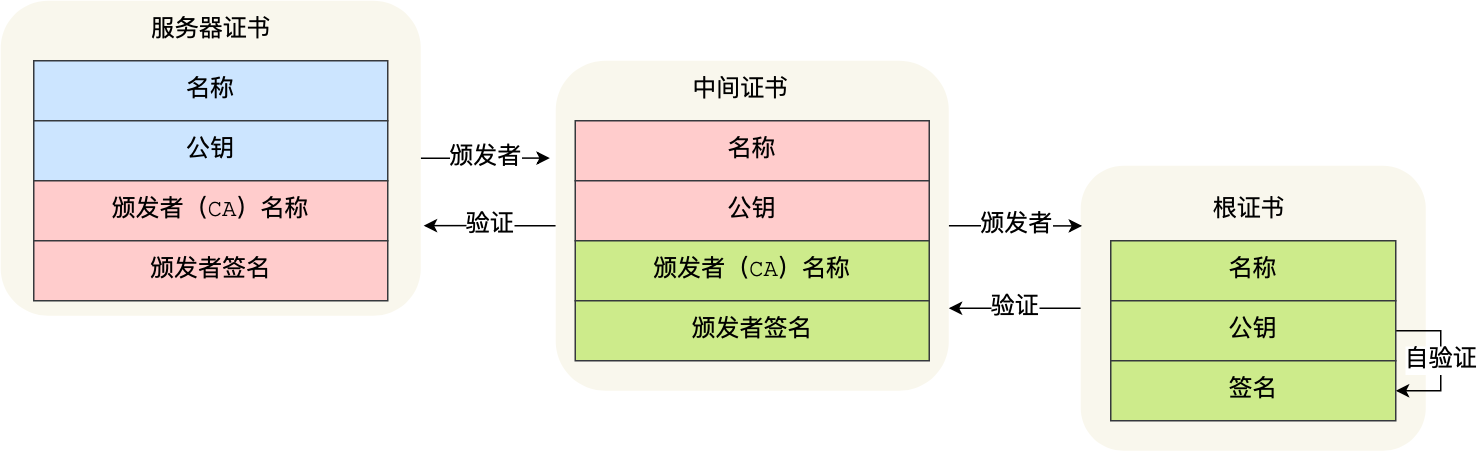 服务器证书
名称
公钥
颁发者（CA）名称
颁发者签名
颁发者
验证
中间证书
名称
公钥
颁发者（CA）名称
颁发者签名
颁发者
验证
根证书
名称
公钥
签名
自验证